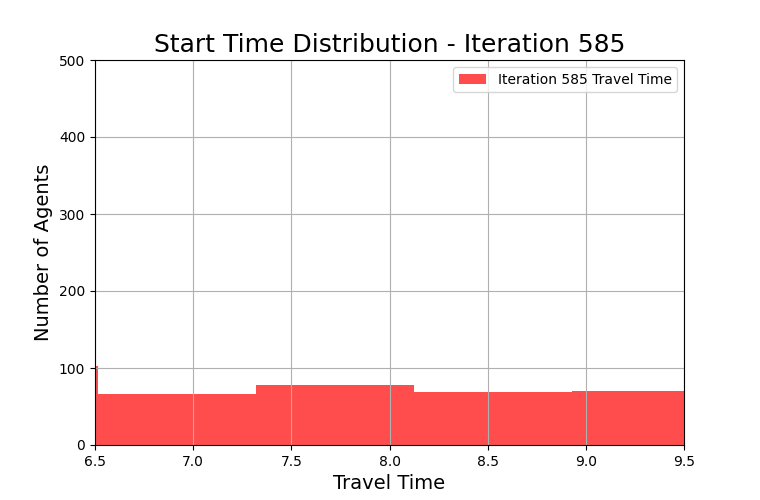 Start Time Distribution - Iteration 585
Iteration 585 Travel Time
Number of Agents
500
400
300
200
100
0
6.5 7.0 7.5 8.0 8.5 9.0 9.5
Travel Time